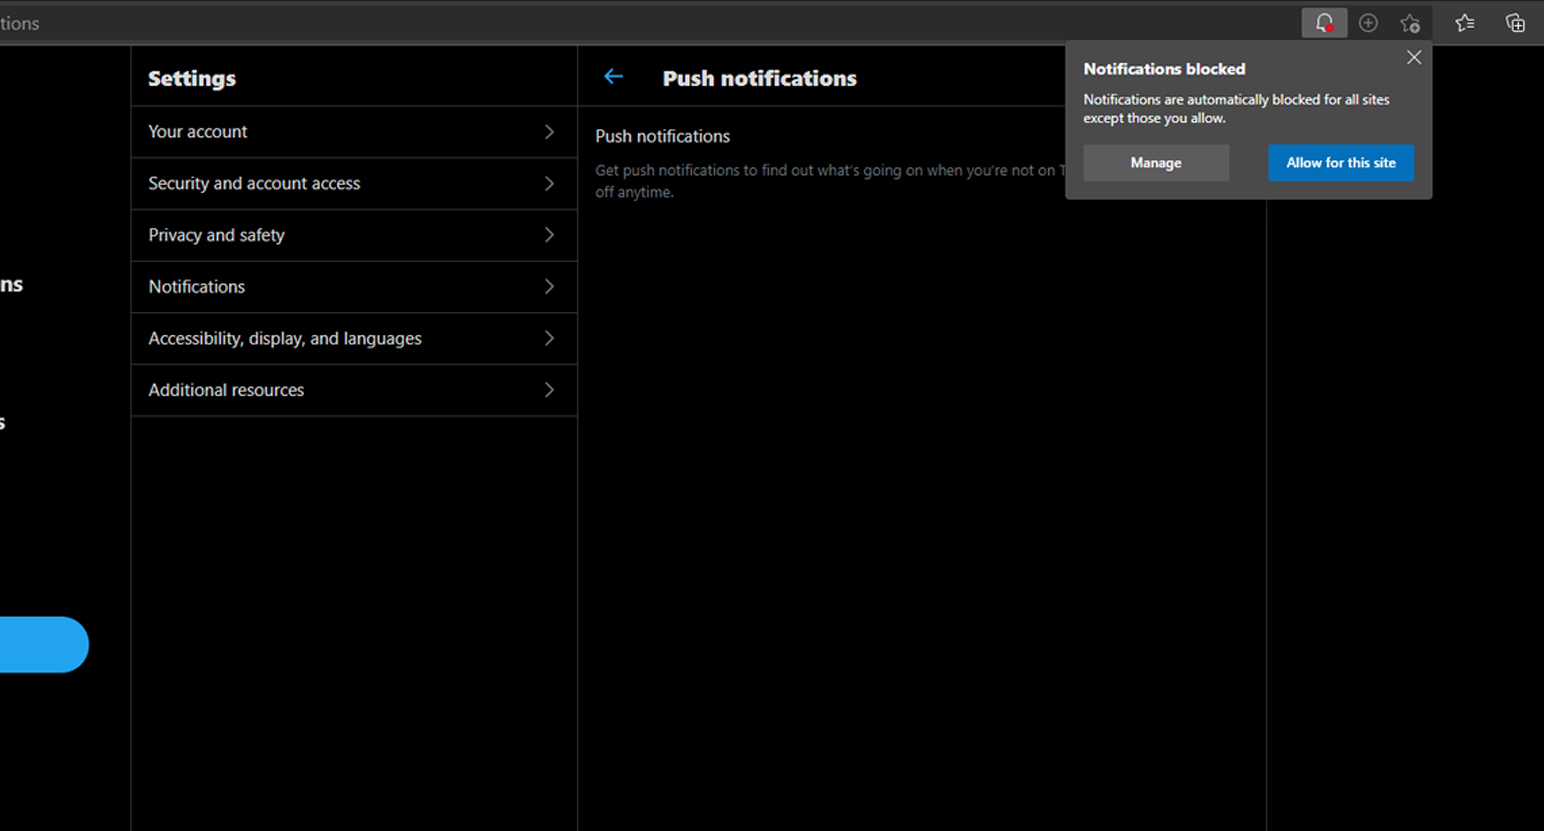 tions
Settings
Your account
Security and account access
Privacy and safety
Notifications
Accessibility, display, and languages
Additional resources
ns
s
Push notifications
Push notifications
Get push notifications to find out what's going on when you're not on T
off anytime.
Notifications blocked
Notifications are automatically blocked for all sites
except those you allow.
Manage
Allow for this site